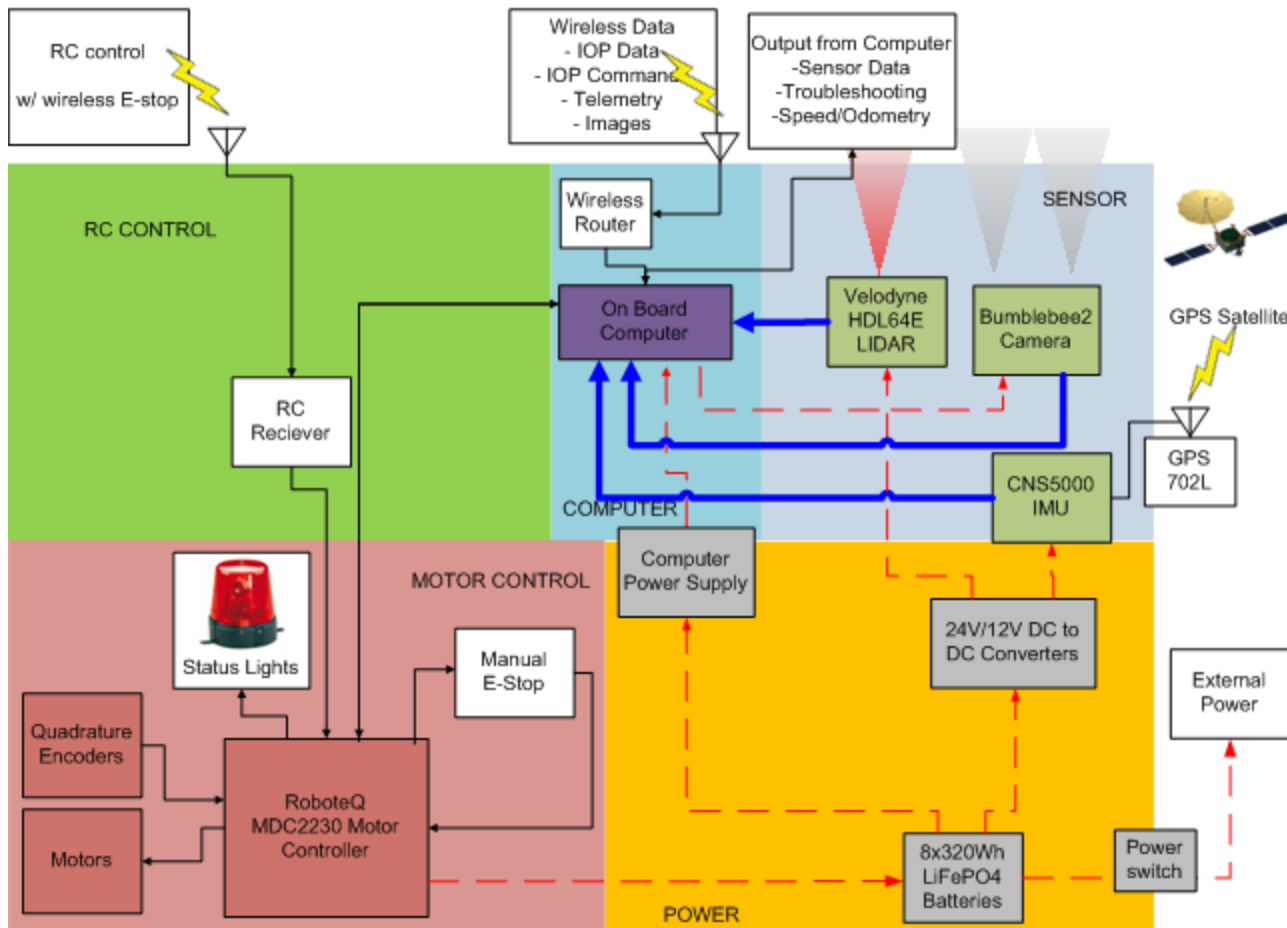 RC control
w/ wireless E-stop
Wireless Data
- IOP Data
- IOP Command
- Telemetry
- Images
Output from Computer
-Sensor Data
-Troubleshooting
-Speed/Odometry
RC CONTROL
Wireless
Router
SENSOR
On Board
Computer
Velodyne
HDL64E
LIDAR
Bumblebee2
Camera
GPS Satellite
RC
Reciever
GPS
702L
CNS5000
IMU
COMPUTER
Computer
Power Supply
MOTOR CONTROL
Status Lights
Manual
E-Stop
24V/12V DC to
DC Converters
External
Power
Quadrature
Encoders
RoboteQ
MDC2230 Motor
Controller
Motors
8x320Wh
LiFePO4
Batteries
Power
switch
POWER